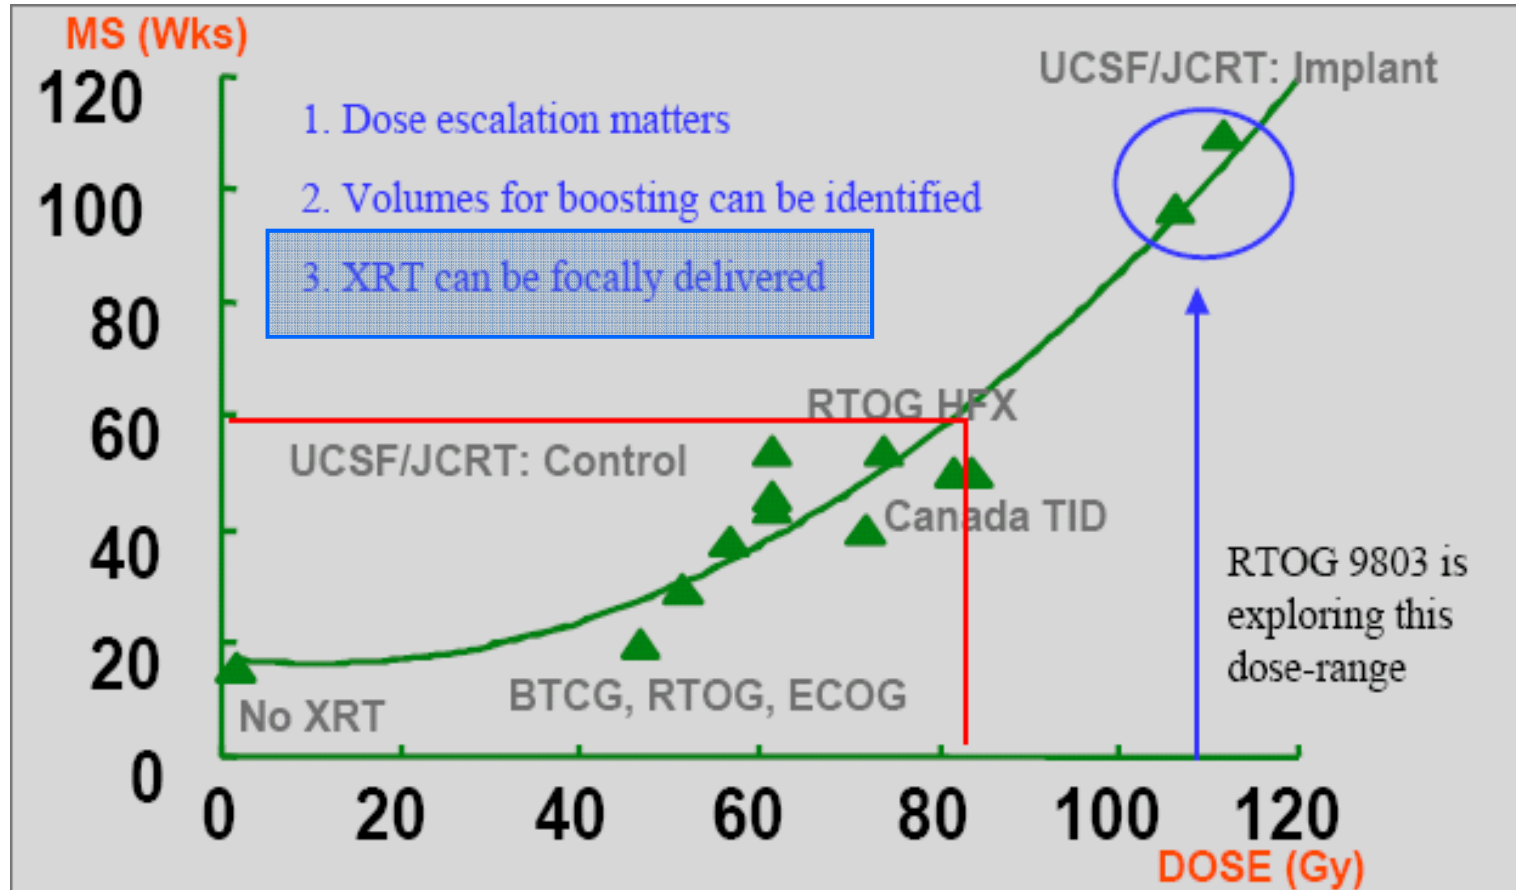 MS (Wks)
UCSF/JCRT: Implant
120
1. Dose escalation matters
100
2. Volumes for boosting can be identified
3. XRT can be focally delivered
80
RTOG HFX
60
UCSF/JCRT: Control
Canada TID
40
RTOG 9803 is
exploring this
dose-range
20
BTCG, RTOG, ECOG
No XRT
0
0 20 40 60 80 100 120
DOSE (Gy)